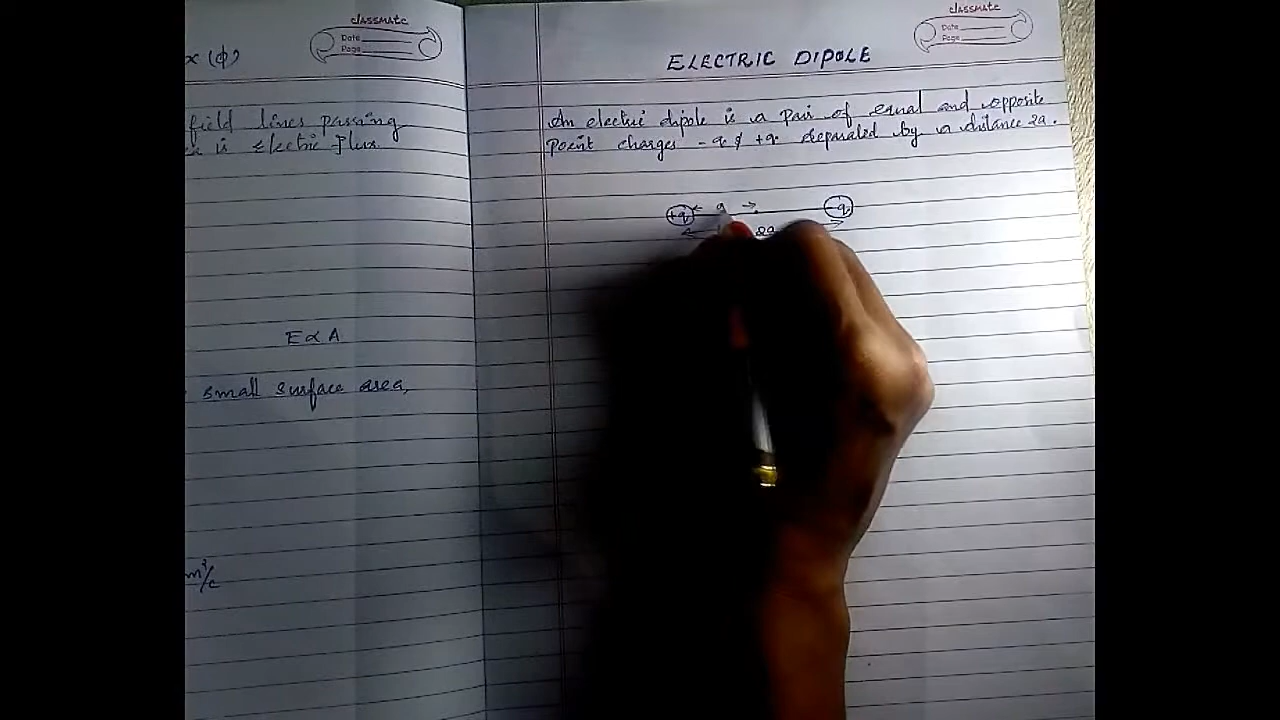 classmate
Date
Page
x (ϕ)
field lines passing
is electric flux.
E ∝ A
small surface area,
m²/c
classmate
Date
Page
ELECTRIC DIPOLE
An electric dipole is a pair of equal and opposite
point charges -q & +q separated by a distance 2a.
+q a -q
2a